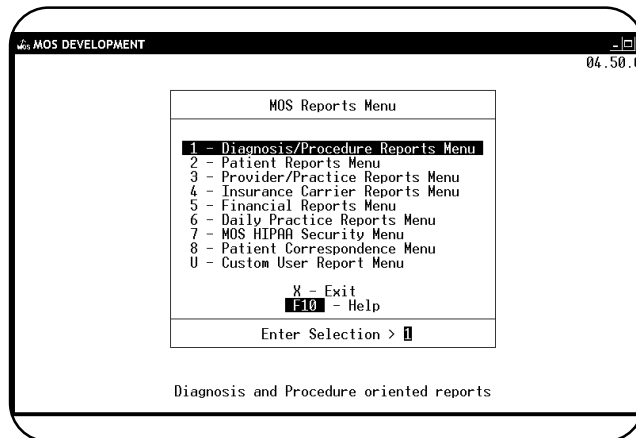 MOS MOS DEVELOPMENT
04.50.
MOS Reports Menu
1 - Diagnosis/Procedure Reports Menu
2 - Patient Reports Menu
3 - Provider/Practice Reports Menu
4 - Insurance Carrier Reports Menu
5 - Financial Reports Menu
6 - Daily Practice Reports Menu
7 - MOS HIPAA Security Menu
8 - Patient Correspondence Menu
U - Custom User Report Menu
X - Exit
F10 - Help
Enter Selection > 1
Diagnosis and Procedure oriented reports